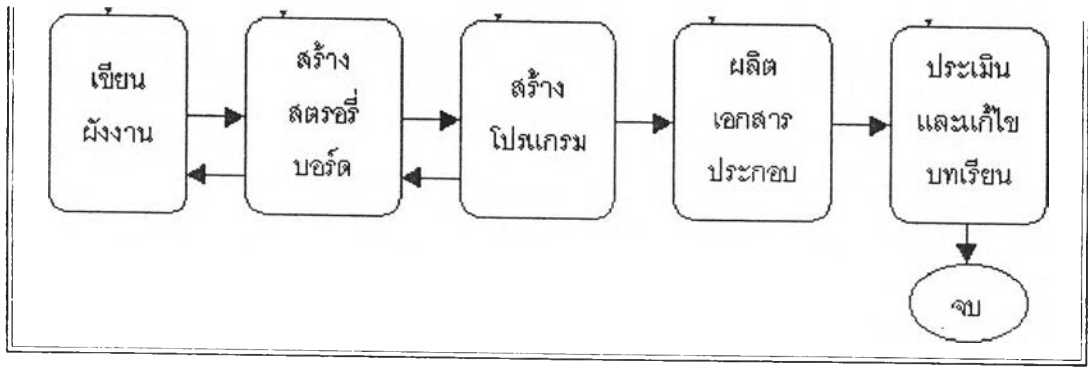 เขียน
ผังงาน
สร้าง
สตรอรี่
บอร์ด
สร้าง
โปรแกรม
ผลิต
เอกสาร
ประกอบ
ประเมิน
และแก้ไข
บทเรียน
จบ